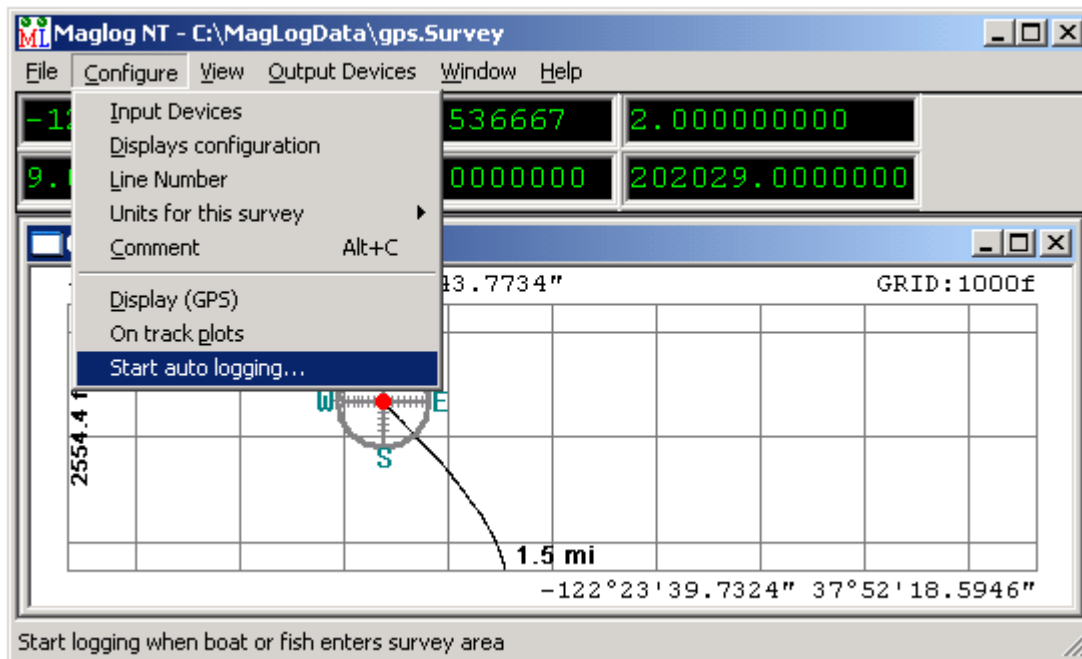 Maglog NT - C:\MagLogData\gps.Survey
File Configure View Output Devices Window Help
536667 2.000000000
0000000 202029.0000000
Input Devices
Displays configuration
Line Number
Units for this survey
Comment Alt+C
Display (GPS)
On track plots
Start auto logging...
43.7734" GRID:1000f
2554.4 f
W E
S
1.5 mi
-122°23'39.7324" 37°52'18.5946"
Start logging when boat or fish enters survey area